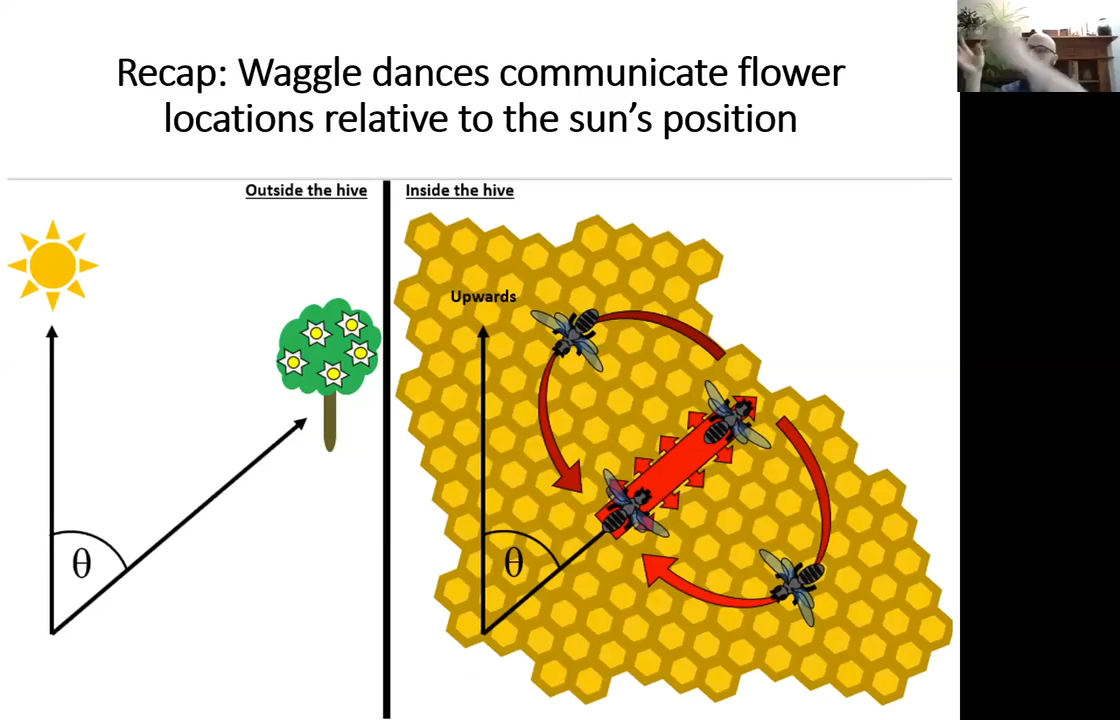 Recap: Waggle dances communicate flower
locations relative to the sun’s position
Outside the hive
Inside the hive
Upwards
θ
θ